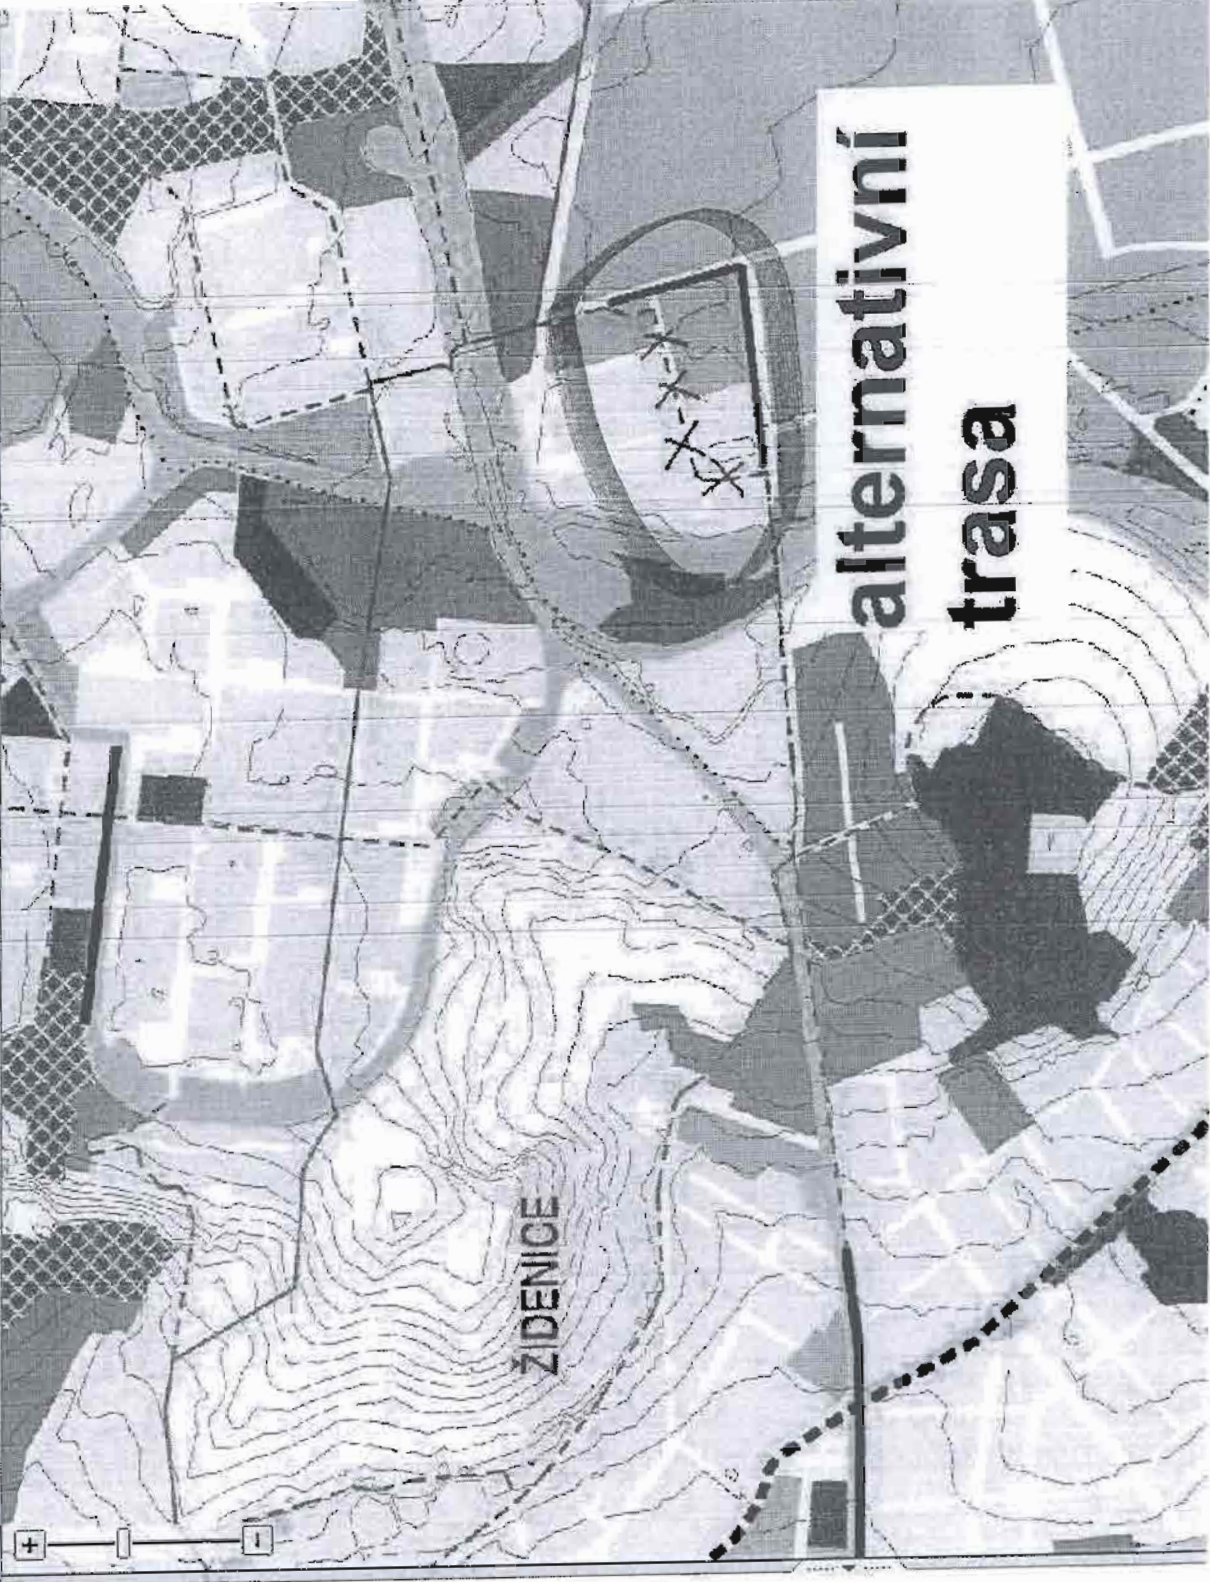 alternativní
trasa
ŽIDENICE
+
−